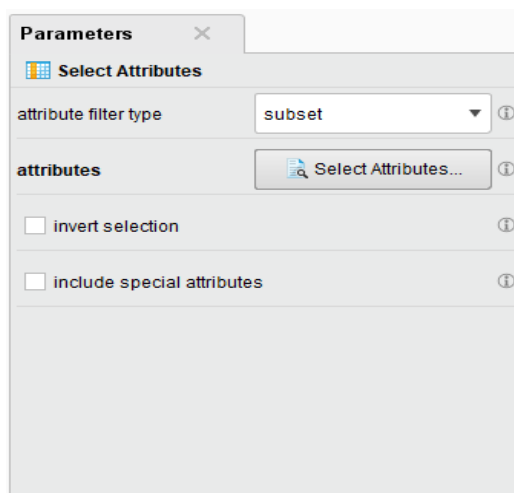 Parameters
Select Attributes
attribute filter type subset
attributes Select Attributes...
invert selection
include special attributes